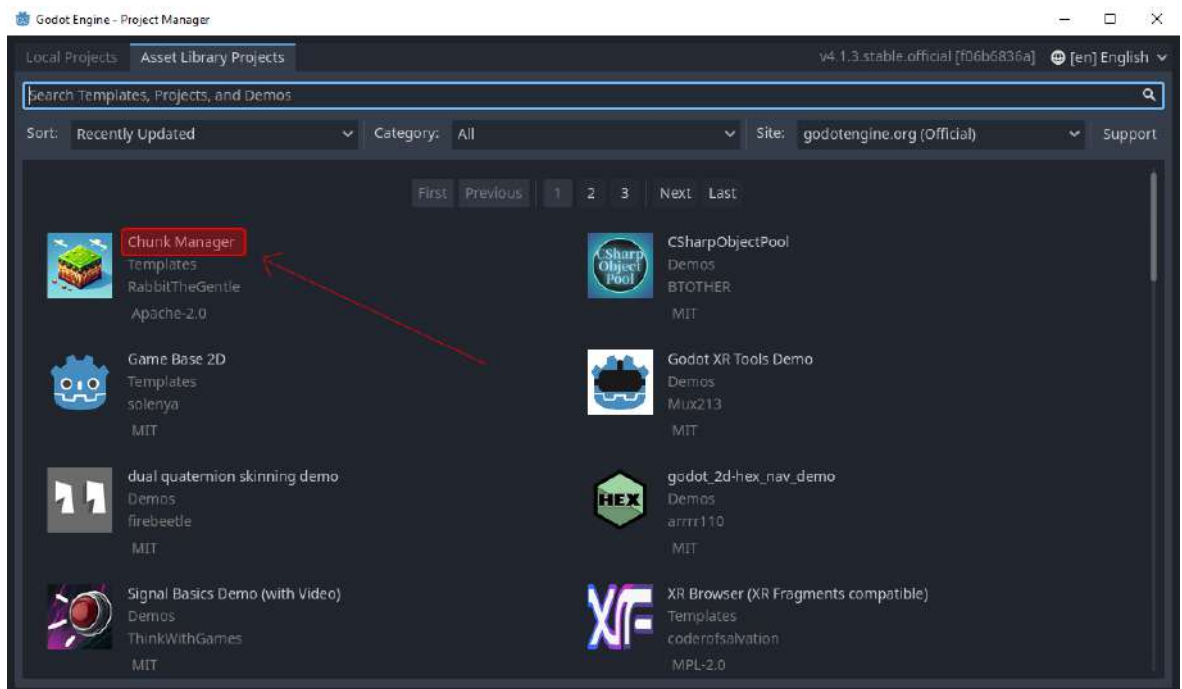 Godot Engine - Project Manager
Local Projects Asset Library Projects v4.1.3.stable.official [f06b6836a] [en] English
Search Templates, Projects, and Demos
Sort: Recently Updated Category: All Site: godotengine.org (Official) Support
First Previous 1 2 3 Next Last
Chunk Manager
Templates
RabbitTheGentle
Apache-2.0
CSharp
Object
Pool
CSharpObjectPool
Demos
BTOTHER
MIT
Game Base 2D
Templates
solenya
MIT
Godot XR Tools Demo
Demos
Mux213
MIT
dual quaternion skinning demo
Demos
firebeetle
MIT
HEX
godot_2d-hex_nav_demo
Demos
arrrr110
MIT
Signal Basics Demo (with Video)
Demos
ThinkWithGames
MIT
XF
XR Browser (XR Fragments compatible)
Templates
coderofsalvation
MPL-2.0